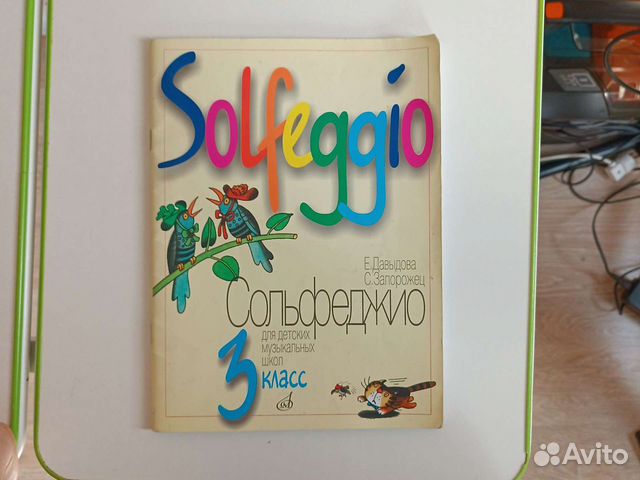 Solfeggio
Е. Давыдова
С. Запорожец
Сольфеджио
для детских
музыкальных
школ
3 класс
Avito